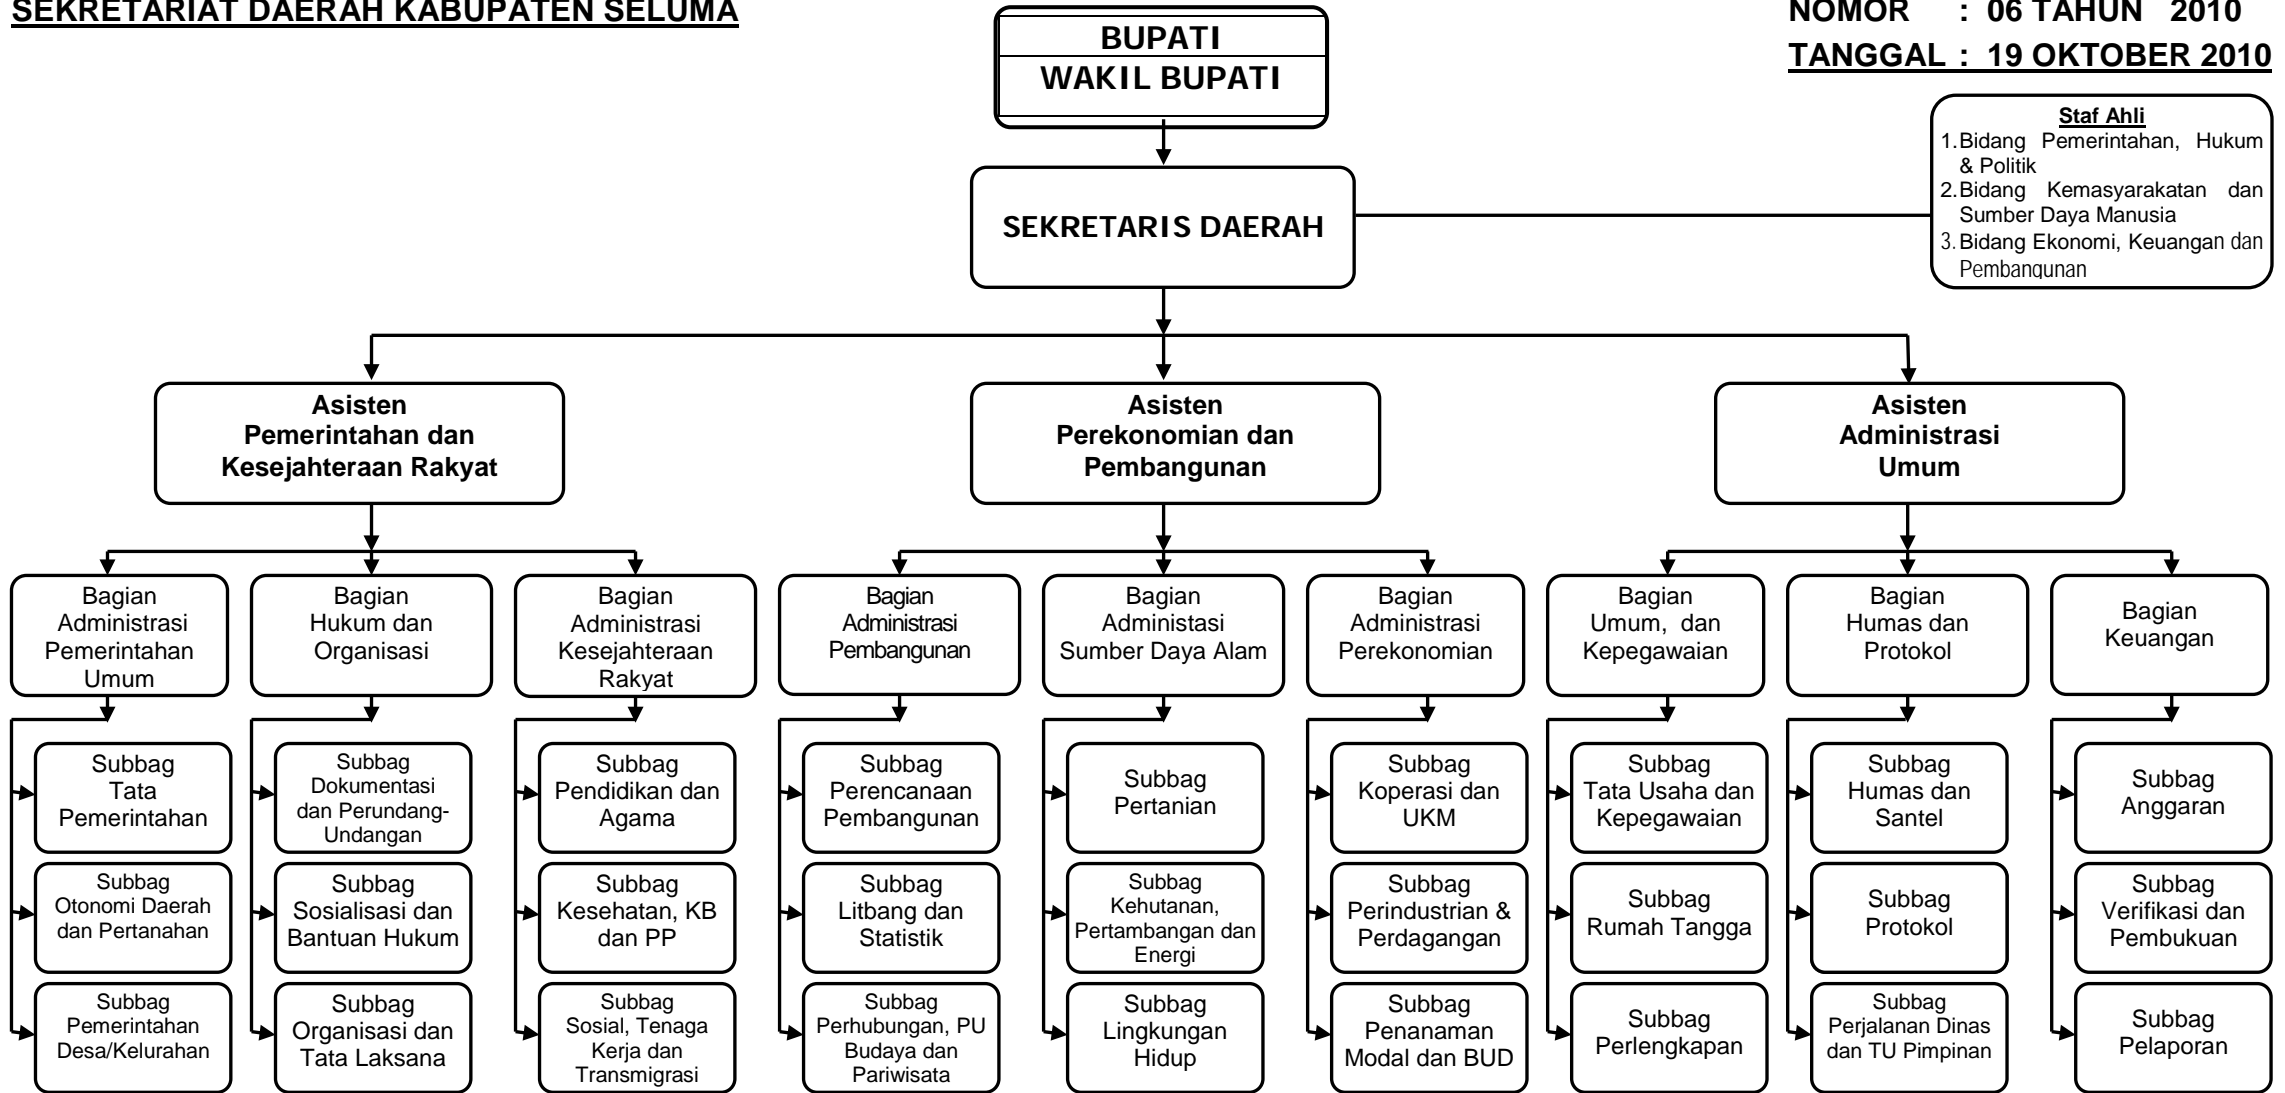 SEKRETARIAT DAERAH KABUPATEN SELUMA
NOMOR : 06 TAHUN 2010
TANGGAL : 19 OKTOBER 2010
BUPATI
WAKIL BUPATI
Staf Ahli
1. Bidang Pemerintahan, Hukum
& Politik
2. Bidang Kemasyarakatan dan
Sumber Daya Manusia
3. Bidang Ekonomi, Keuangan dan
Pembangunan
SEKRETARIS DAERAH
Asisten
Pemerintahan dan
Kesejahteraan Rakyat
Asisten
Perekonomian dan
Pembangunan
Asisten
Administrasi
Umum
Bagian
Administrasi
Pemerintahan
Umum
Bagian
Hukum dan
Organisasi
Bagian
Administrasi
Kesejahteraan
Rakyat
Bagian
Administrasi
Pembangunan
Bagian
Administasi
Sumber Daya Alam
Bagian
Administrasi
Perekonomian
Bagian
Umum, dan
Kepegawaian
Bagian
Humas dan
Protokol
Bagian
Keuangan
Subbag
Tata
Pemerintahan
Subbag
Dokumentasi
dan Perundang-
Undangan
Subbag
Pendidikan dan
Agama
Subbag
Perencanaan
Pembangunan
Subbag
Pertanian
Subbag
Koperasi dan
UKM
Subbag
Tata Usaha dan
Kepegawaian
Subbag
Humas dan
Santel
Subbag
Anggaran
Subbag
Otonomi Daerah
dan Pertanahan
Subbag
Sosialisasi dan
Bantuan Hukum
Subbag
Kesehatan, KB
dan PP
Subbag
Litbang dan
Statistik
Subbag
Kehutanan,
Pertambangan dan
Energi
Subbag
Perindustrian &
Perdagangan
Subbag
Rumah Tangga
Subbag
Protokol
Subbag
Verifikasi dan
Pembukuan
Subbag
Pemerintahan
Desa/Kelurahan
Subbag
Organisasi dan
Tata Laksana
Subbag
Sosial, Tenaga
Kerja dan
Transmigrasi
Subbag
Perhubungan, PU
Budaya dan
Pariwisata
Subbag
Lingkungan
Hidup
Subbag
Penanaman
Modal dan BUD
Subbag
Perlengkapan
Subbag
Perjalanan Dinas
dan TU Pimpinan
Subbag
Pelaporan